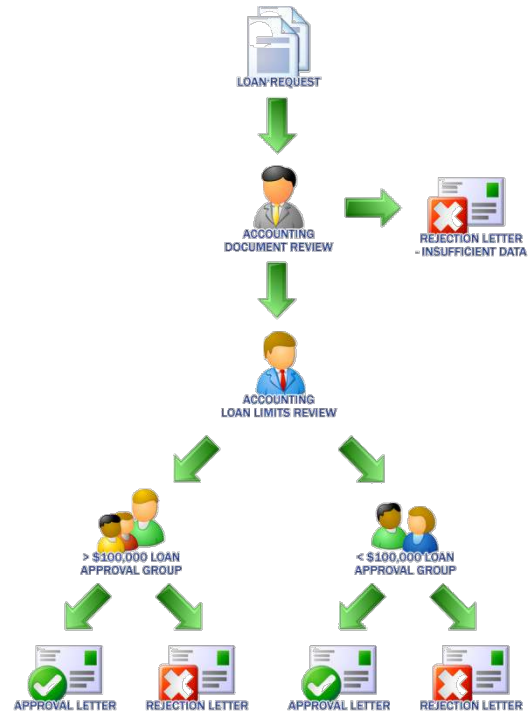 LOAN REQUEST
ACCOUNTING
DOCUMENT REVIEW
REJECTION LETTER
- INSUFFICIENT DATA
ACCOUNTING
LOAN LIMITS REVIEW
> $100,000 LOAN
APPROVAL GROUP
< $100,000 LOAN
APPROVAL GROUP
APPROVAL LETTER
REJECTION LETTER
APPROVAL LETTER
REJECTION LETTER